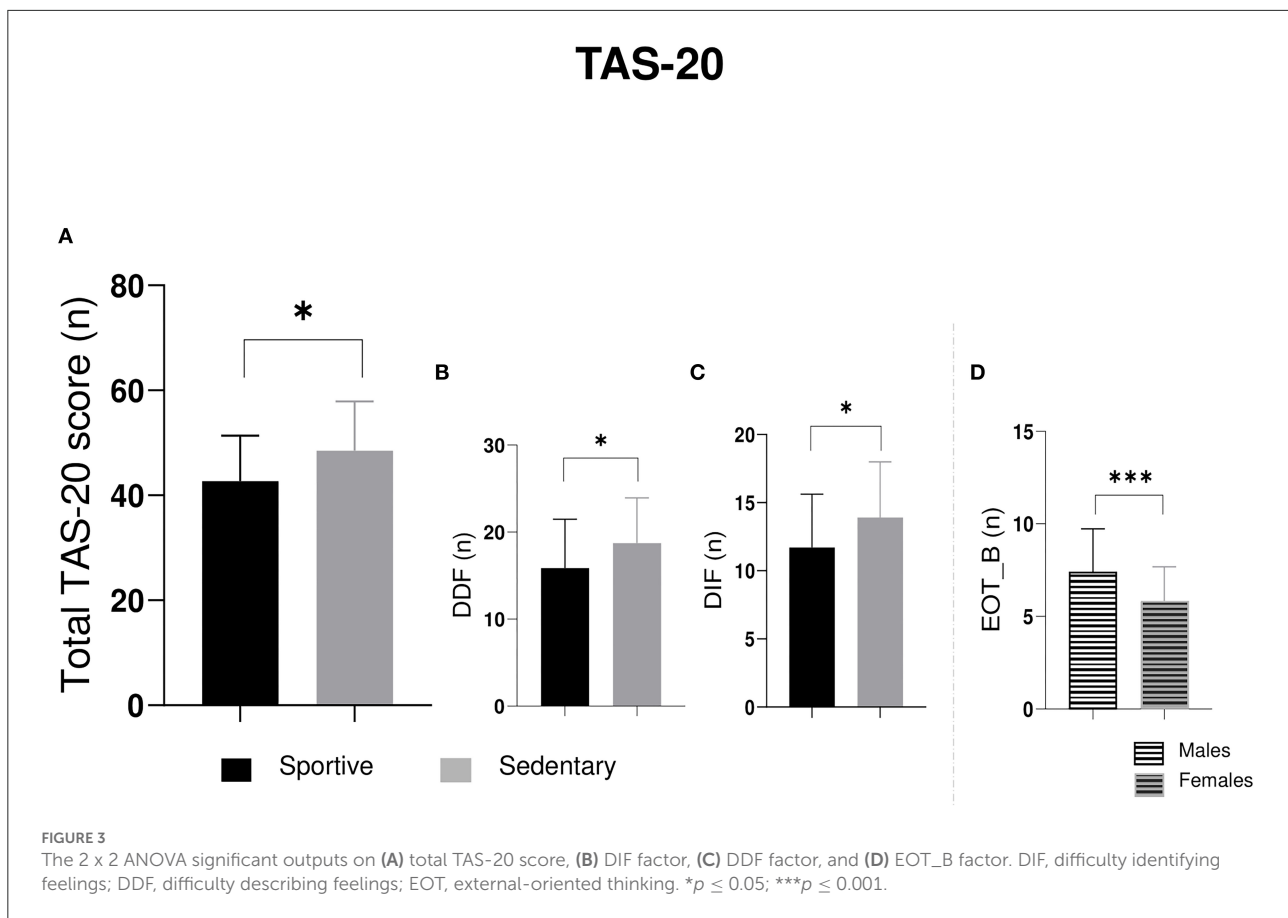 TAS-20
A
Total TAS-20 score (n)
80
60
40
20
0
*
B
DDF (n)
30
20
10
0
*
C
DIF (n)
20
15
10
5
0
*
D
EOT_B (n)
15
10
5
0
***
Sportive
Sedentary
Males
Females
FIGURE 3
The 2 x 2 ANOVA significant outputs on (A) total TAS-20 score, (B) DIF factor, (C) DDF factor, and (D) EOT_B factor. DIF, difficulty identifying
feelings; DDF, difficulty describing feelings; EOT, external-oriented thinking. *p ≤ 0.05; ***p ≤ 0.001.